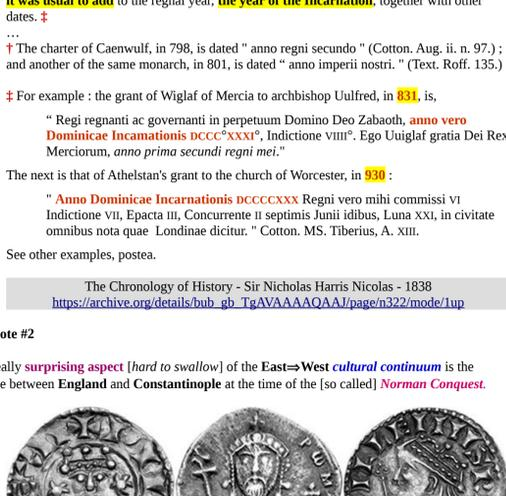 it was usual to add to the regnal year, the year of the Incarnation, together with other
dates. ‡
…
† The charter of Caenwulf, in 798, is dated " anno regni secundo " (Cotton. Aug. ii. n. 97.) ;
and another of the same monarch, in 801, is dated “ anno imperii nostri. " (Text. Roff. 135.)
‡ For example : the grant of Wiglaf of Mercia to archbishop Uulfred, in 831, is,
“ Regi regnanti ac governanti in perpetuum Domino Deo Zabaoth, anno vero
Dominicae Incamationis DCCC°XXXI°, Indictione VIIII°. Ego Uuiglaf gratia Dei Rex
Merciorum, anno prima secundi regni mei."
The next is that of Athelstan's grant to the church of Worcester, in 930 :
" Anno Dominicae Incarnationis DCCCCXXX Regni vero mihi commissi VI
Indictione VII, Epacta III, Concurrente II septimis Junii idibus, Luna XXI, in civitate
omnibus nota quae Londinae dicitur. " Cotton. MS. Tiberius, A. XIII.
See other examples, postea.
The Chronology of History - Sir Nicholas Harris Nicolas - 1838
https://archive.org/details/bub_gb_TgAVAAAAQAAJ/page/n322/mode/1up
ote #2
ally surprising aspect [hard to swallow] of the East⇒West cultural continuum is the
e between England and Constantinople at the time of the [so called] Norman Conquest.